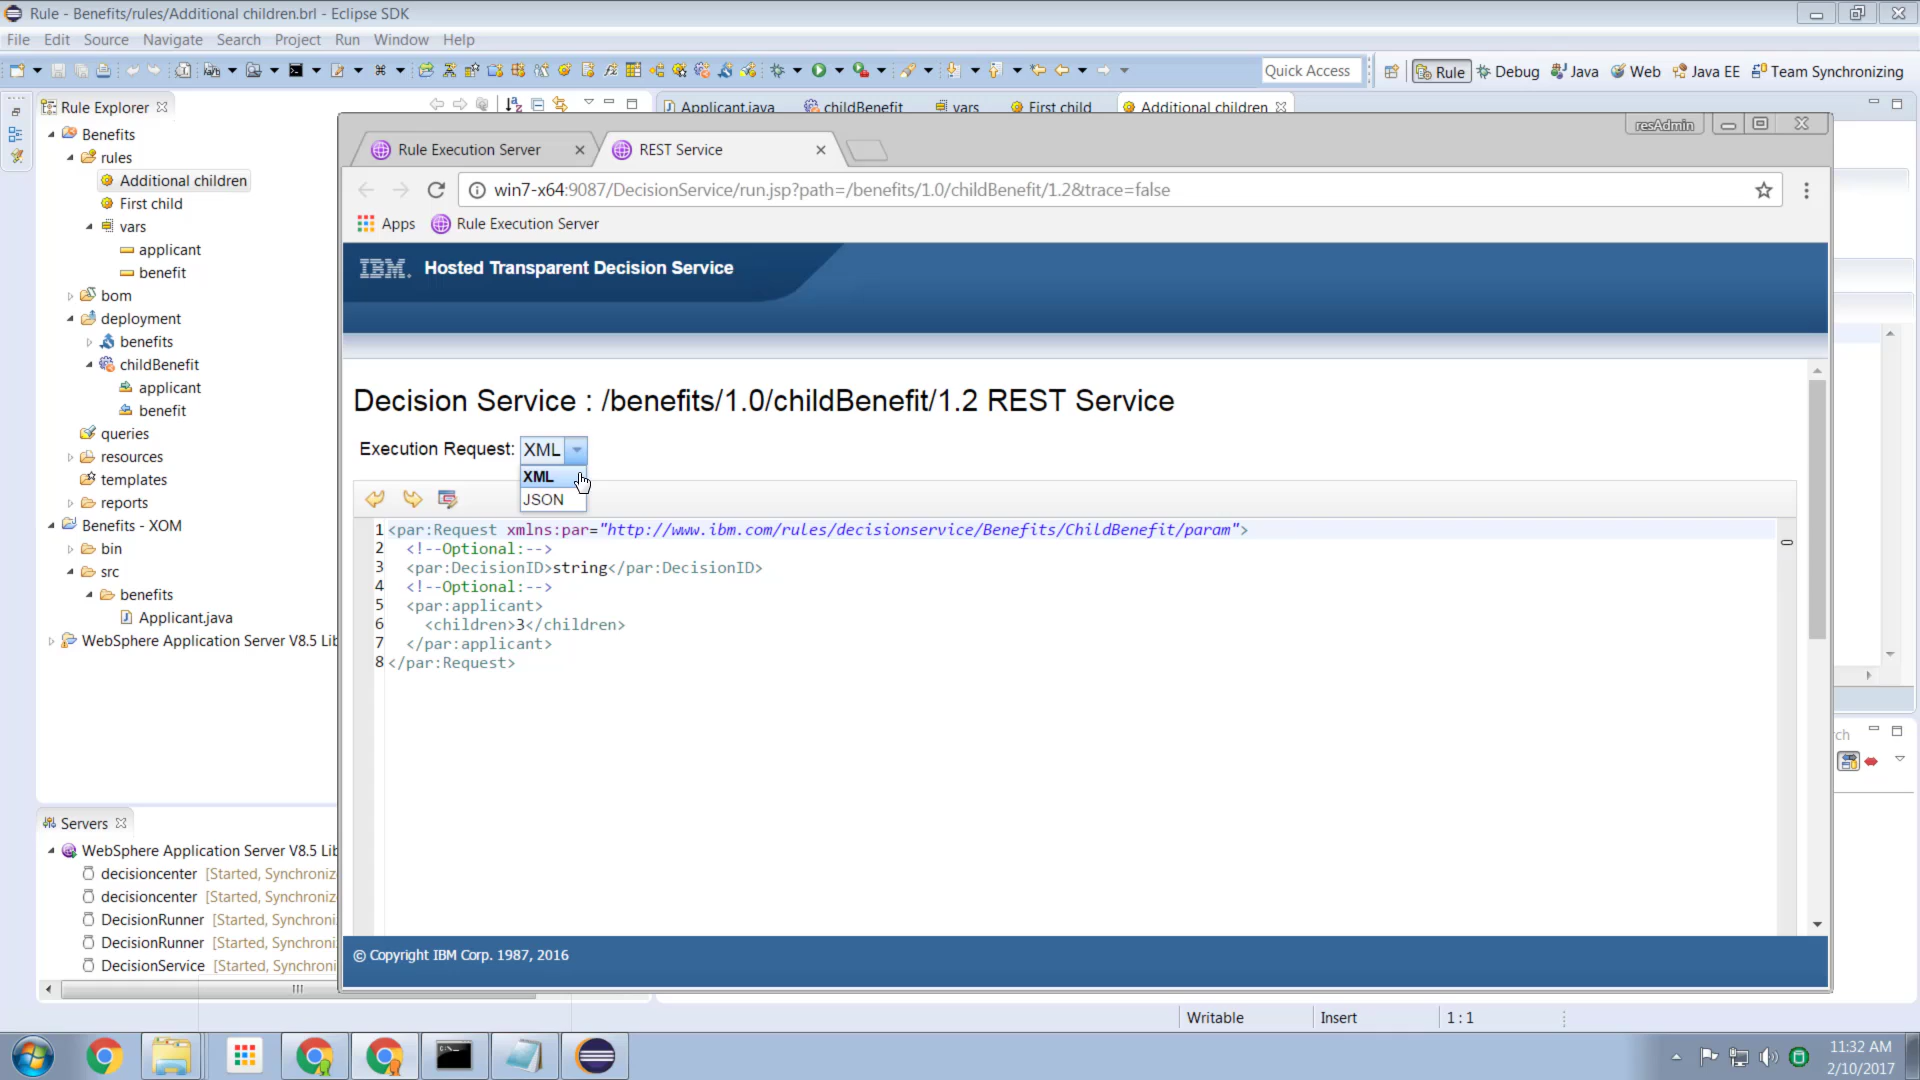 Rule - Benefits/rules/Additional children.brl - Eclipse SDK
File Edit Source Navigate Search Project Run Window Help
Quick Access
Rule Debug Java Web Java EE Team Synchronizing
Rule Explorer
Applicant.java childBenefit vars First child Additional children
Benefits
rules
Additional children
First child
vars
applicant
benefit
bom
deployment
benefits
childBenefit
applicant
benefit
queries
resources
templates
reports
Benefits - XOM
bin
src
benefits
Applicant.java
WebSphere Application Server V8.5 Lib
Servers
WebSphere Application Server V8.5 Lib
decisioncenter [Started, Synchroniz
decisioncenter [Started, Synchronize
DecisionRunner [Started, Synchroni
DecisionRunner [Started, Synchroni
DecisionService [Started, Synchroni
resAdmin
Rule Execution Server
REST Service
win7-x64:9087/DecisionService/run.jsp?path=/benefits/1.0/childBenefit/1.2&trace=false
Apps Rule Execution Server
IBM. Hosted Transparent Decision Service
Decision Service : /benefits/1.0/childBenefit/1.2 REST Service
Execution Request: XML
XML
JSON
1 <par:Request xmlns:par="http://www.ibm.com/rules/decisionservice/Benefits/ChildBenefit/param">
2 <!--Optional:-->
3 <par:DecisionID>string</par:DecisionID>
4 <!--Optional:-->
5 <par:applicant>
6 <children>3</children>
7 </par:applicant>
8 </par:Request>
© Copyright IBM Corp. 1987, 2016
rch
Writable Insert 1 : 1
11:32 AM
2/10/2017